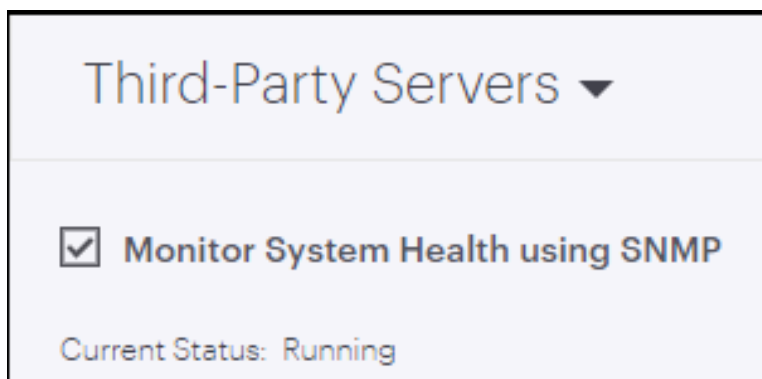 Third-Party Servers
Monitor System Health using SNMP
Current Status: Running